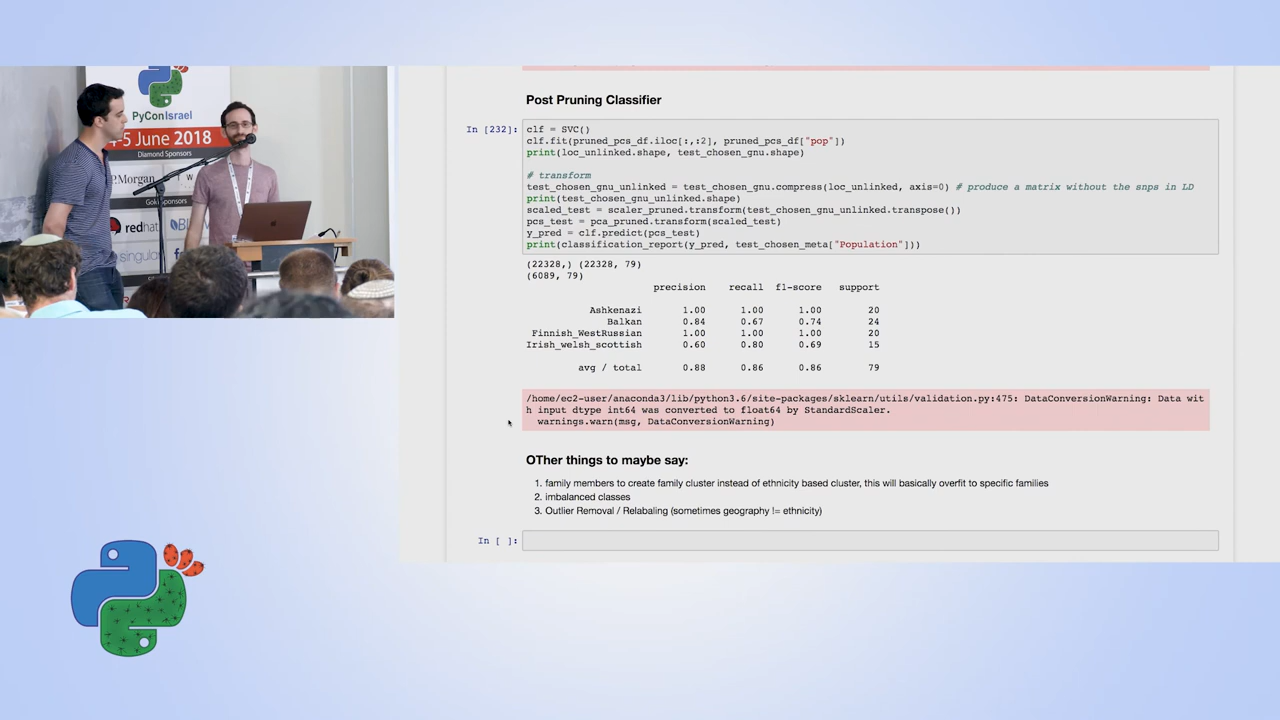 PyConIsrael
4-5 June 2018
Diamond Sponsors
P.Morgan
redhat
Post Pruning Classifier
In [232]:
clf = SVC()
clf.fit(pruned_pcs_df.iloc[:,:2], pruned_pcs_df["pop"])
print(loc_unlinked.shape, test_chosen_gnu.shape)
# transform
test_chosen_gnu_unlinked = test_chosen_gnu.compress(loc_unlinked, axis=0) # produce a matrix without the snps in LD
print(test_chosen_gnu_unlinked.shape)
scaled_test = scaler_pruned.transform(test_chosen_gnu_unlinked.transpose())
pcs_test = pca_pruned.transform(scaled_test)
y_pred = clf.predict(pcs_test)
print(classification_report(y_pred, test_chosen_meta["Population"]))
(22328,) (22328, 79)
(6089, 79)
precision recall f1-score support
Ashkenazi 1.00 1.00 1.00 20
Balkan 0.84 0.67 0.74 24
Finnish_WestRussian 1.00 1.00 1.00 20
Irish_welsh_scottish 0.60 0.80 0.69 15
avg / total 0.88 0.86 0.86 79
/home/ec2-user/anaconda3/lib/python3.6/site-packages/sklearn/utils/validation.py:475: DataConversionWarning: Data wit
h input dtype int64 was converted to float64 by StandardScaler.
warnings.warn(msg, DataConversionWarning)
OTher things to maybe say:
1. family members to create family cluster instead of ethnicity based cluster, this will basically overfit to specific families
2. imbalanced classes
3. Outlier Removal / Relabaling (sometimes geography != ethnicity)
In [ ]: